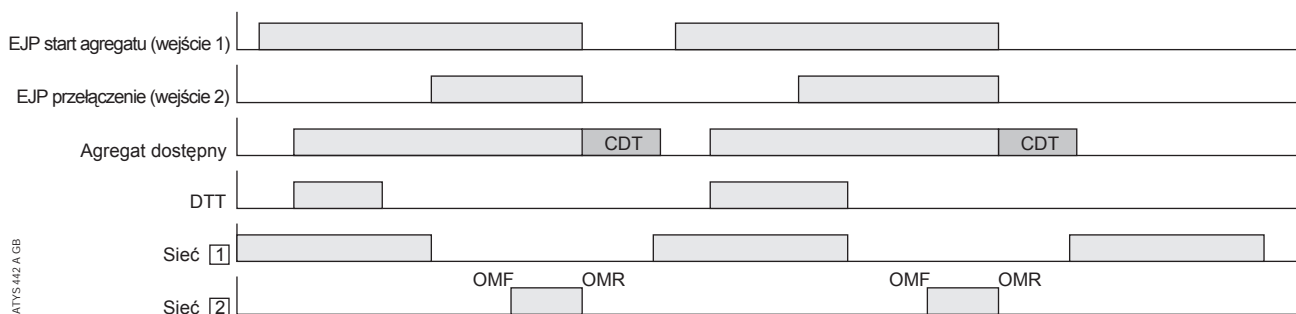 EJP start agregatu (wejście 1)
EJP przełączenie (wejście 2)
Agregat dostępny
CDT
CDT
DTT
Sieć 1
OMF
OMR
OMF
OMR
Sieć 2
ATYS 442 A GB